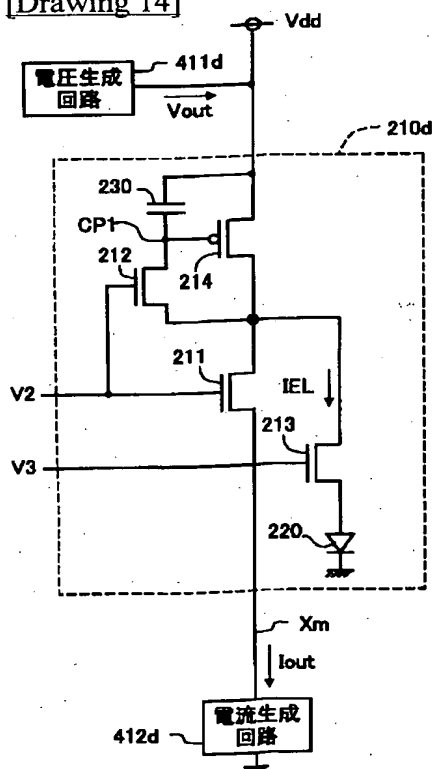 [Drawing 14]
Vdd
電圧生成
回路
411d
Vout
210d
230
CP1
212
214
211
IEL
V2
213
V3
220
Xm
Iout
電流生成
回路
412d